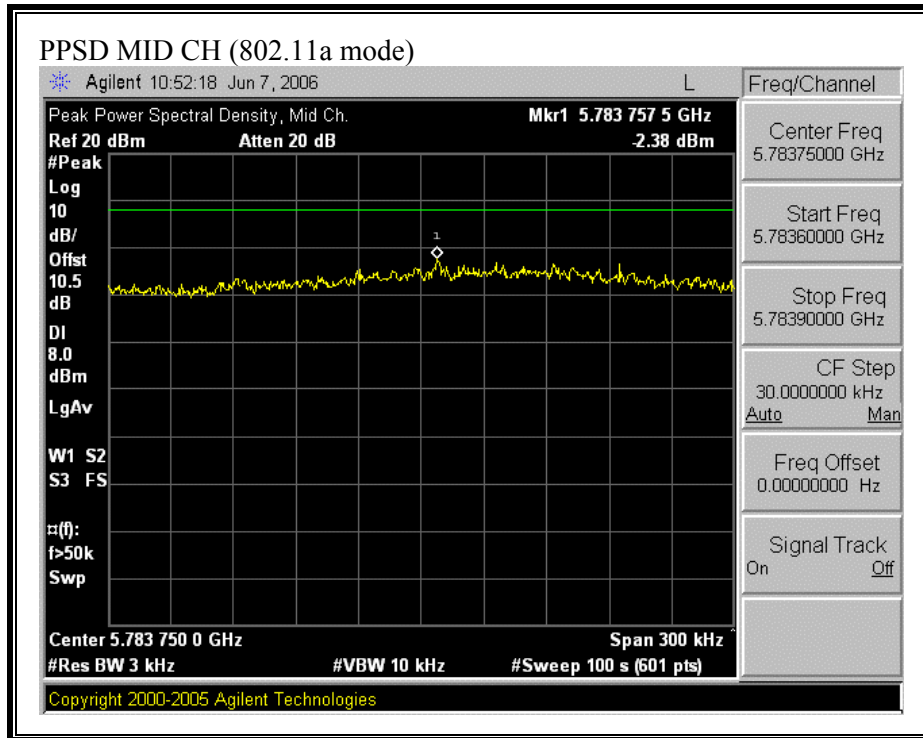 PPSD MID CH (802.11a mode)
Agilent 10:52:18 Jun 7, 2006 L
Freq/Channel
Peak Power Spectral Density, Mid Ch. Mkr1 5.783 757 5 GHz
Ref 20 dBm Atten 20 dB -2.38 dBm
#Peak
Log
10
dB/
Offst
10.5
dB
DI
8.0
dBm
LgAv
W1 S2
S3 FS
¤(f):
f>50k
Swp
1
Center 5.783 750 0 GHz Span 300 kHz
#Res BW 3 kHz #VBW 10 kHz #Sweep 100 s (601 pts)
Copyright 2000-2005 Agilent Technologies
Center Freq
5.78375000 GHz
Start Freq
5.78360000 GHz
Stop Freq
5.78390000 GHz
CF Step
30.0000000 kHz
Auto Man
Freq Offset
0.00000000 Hz
Signal Track
On Off